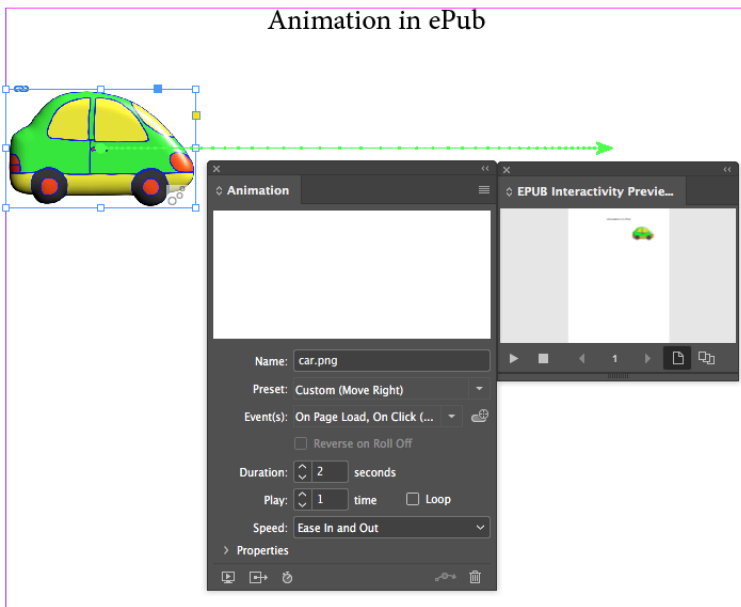 Animation in ePub
Animation
Name: car.png
Preset: Custom (Move Right)
Event(s): On Page Load, On Click (...
Reverse on Roll Off
Duration: 2 seconds
Play: 1 time Loop
Speed: Ease In and Out
Properties
EPUB Interactivity Previe...
1